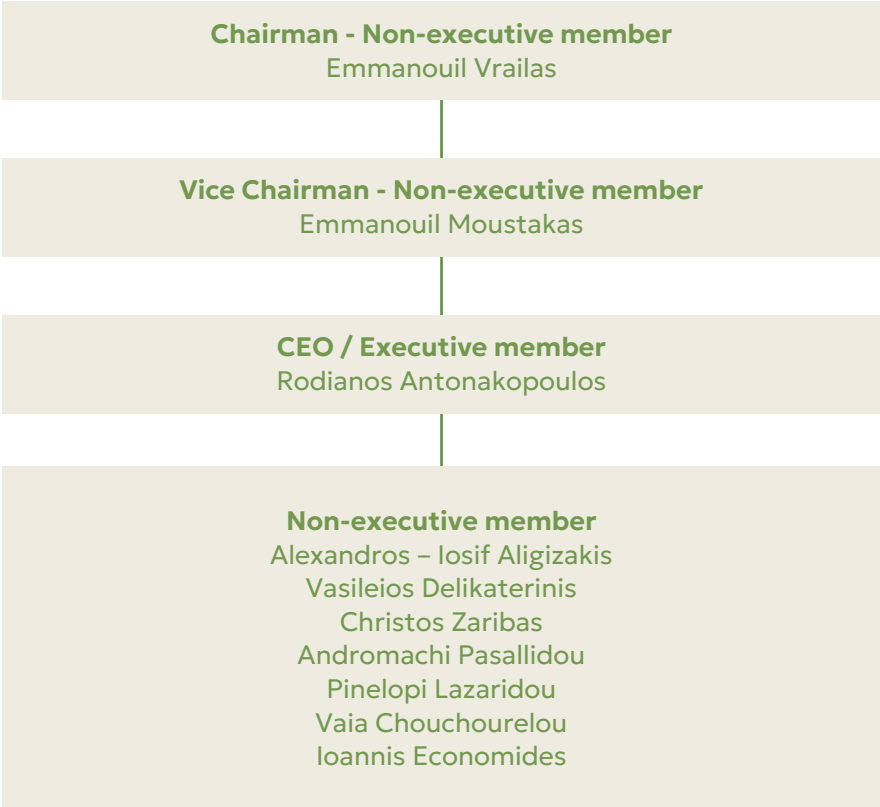 Chairman - Non-executive member
Emmanouil Vrailas
Vice Chairman - Non-executive member
Emmanouil Moustakas
CEO / Executive member
Rodianos Antonakopoulos
Non-executive member
Alexandros – Iosif Aligizakis
Vasileios Delikaterinis
Christos Zaribas
Andromachi Pasallidou
Pinelopi Lazaridou
Vaia Chouchourelou
Ioannis Economides